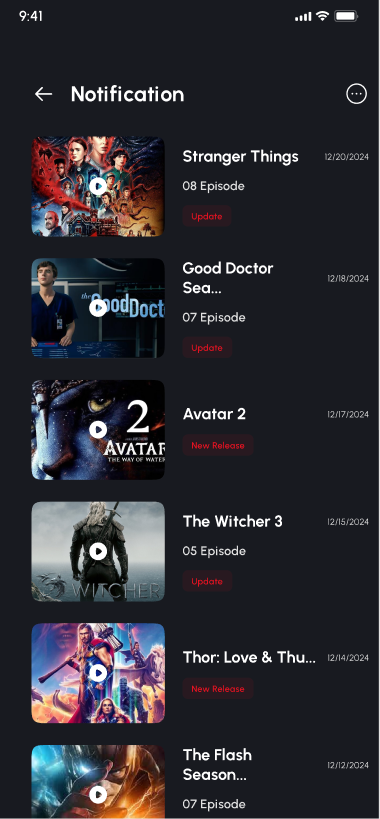 9:41
Notification
Stranger Things
12/20/2024
08 Episode
Update
the Good Doct
Good Doctor
Sea...
12/18/2024
07 Episode
Update
2
AVATAR
THE WAY OF WATER
Avatar 2
12/17/2024
New Release
WITCHER
The Witcher 3
12/15/2024
05 Episode
Update
Thor: Love & Thu...
12/14/2024
New Release
The Flash
Season...
12/12/2024
07 Episode